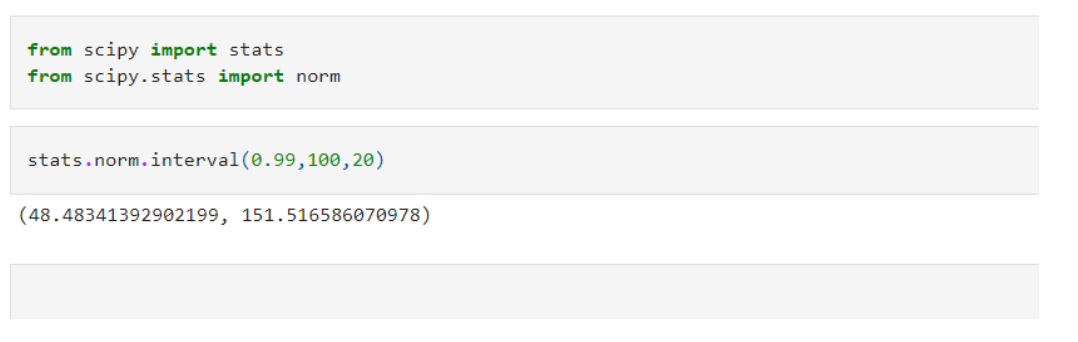 from scipy import stats
from scipy.stats import norm
stats.norm.interval(0.99,100,20)
(48.48341392902199, 151.516586070978)